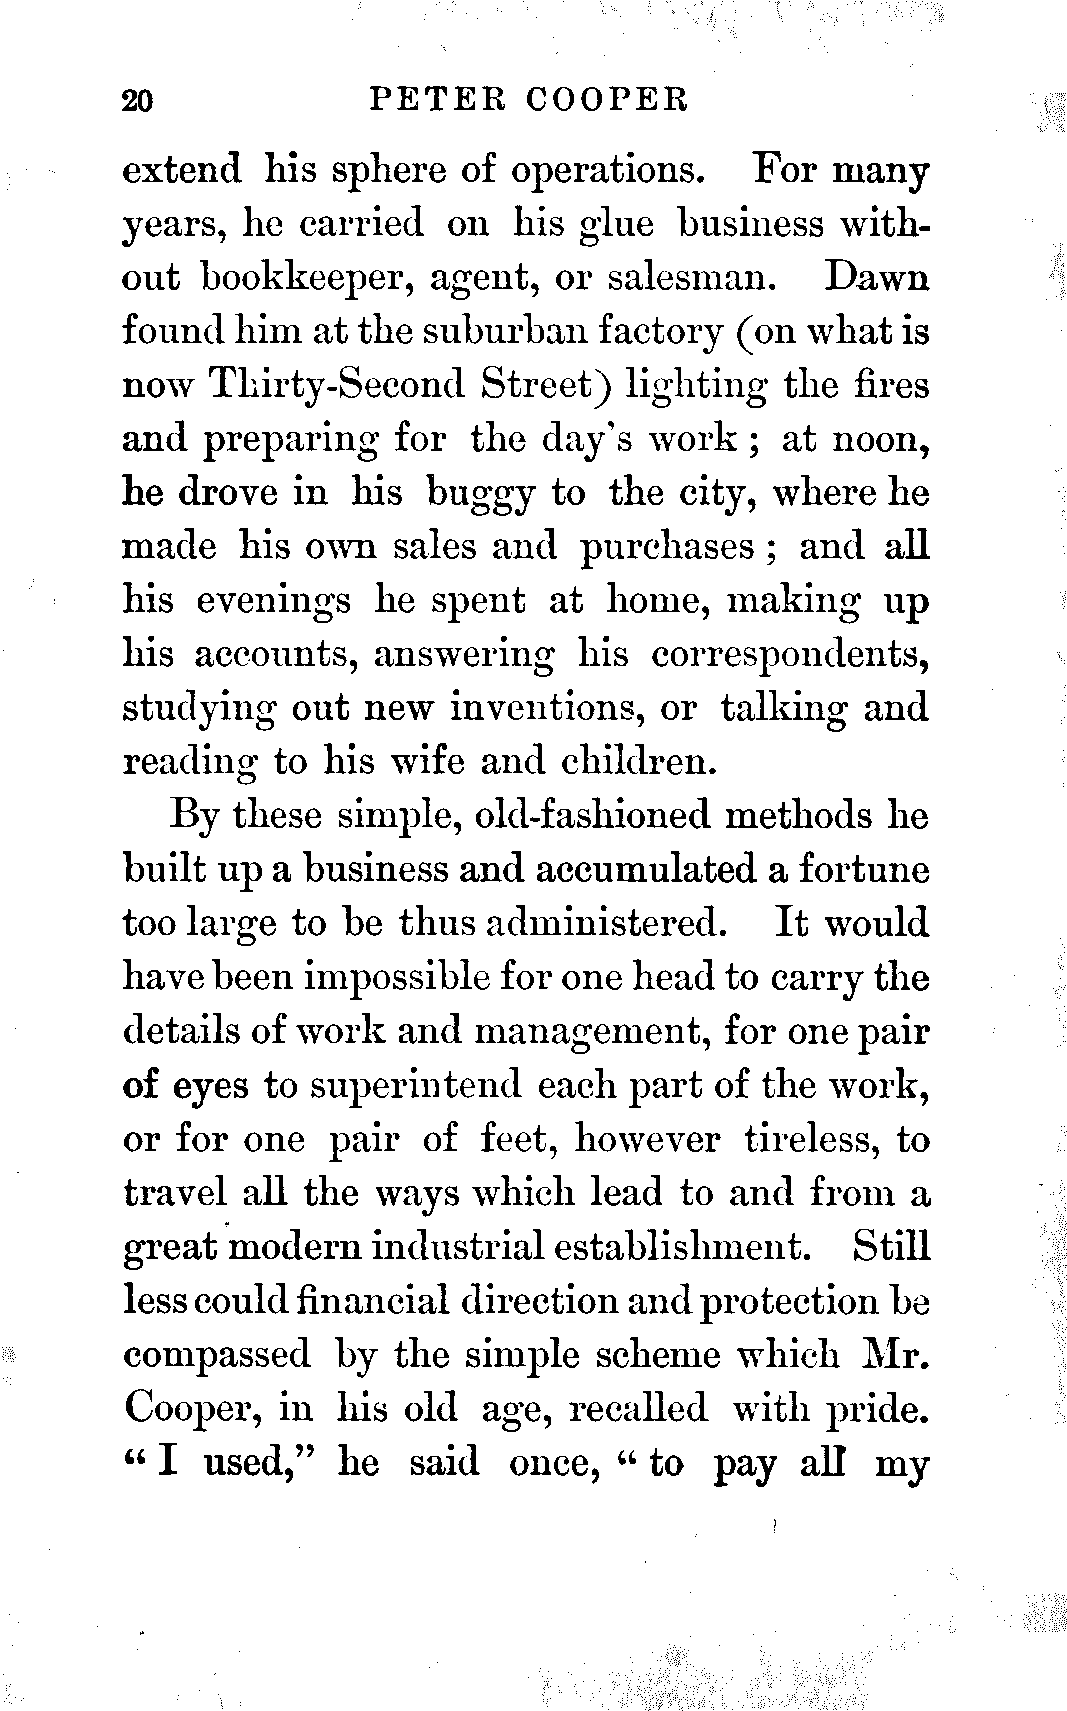 20 PETER COOPER
extend his sphere of operations. For many
years, he carried on his glue business with-
out bookkeeper, agent, or salesman. Dawn
found him at the suburban factory (on what is
now Thirty-Second Street) lighting the fires
and preparing for the day's work ; at noon,
he drove in his buggy to the city, where he
made his own sales and purchases ; and all
his evenings he spent at home, making up
his accounts, answering his correspondents,
studying out new inventions, or talking and
reading to his wife and children.
By these simple, old-fashioned methods he
built up a business and accumulated a fortune
too large to be thus administered. It would
have been impossible for one head to carry the
details of work and management, for one pair
of eyes to superintend each part of the work,
or for one pair of feet, however tireless, to
travel all the ways which lead to and from a
great modern industrial establishment. Still
less could financial direction and protection be
compassed by the simple scheme which Mr.
Cooper, in his old age, recalled with pride.
“ I used,” he said once, “ to pay all my